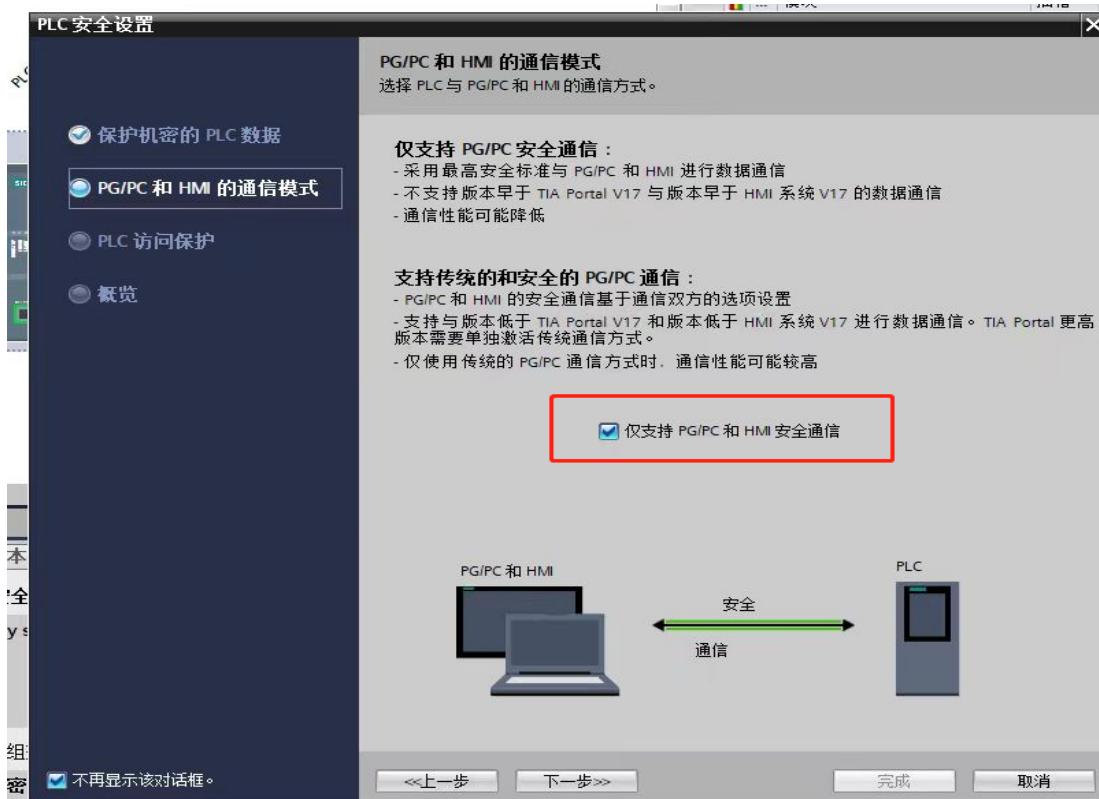 PLC 安全设置
PG/PC 和 HMI 的通信模式
选择 PLC 与 PG/PC 和 HMI 的通信方式。
保护机密的 PLC 数据
PG/PC 和 HMI 的通信模式
PLC 访问保护
概览
仅支持 PG/PC 安全通信：
- 采用最高安全标准与 PG/PC 和 HMI 进行数据通信
- 不支持版本早于 TIA Portal V17 与版本早于 HMI 系统 V17 的数据通信
- 通信性能可能降低
支持传统的和安全的 PG/PC 通信：
- PG/PC 和 HMI 的安全通信基于通信双方的选项设置
- 支持与版本低于 TIA Portal V17 和版本低于 HMI 系统 V17 进行数据通信。TIA Portal 更高
版本需要单独激活传统通信方式。
- 仅使用传统的 PG/PC 通信方式时，通信性能可能较高
仅支持 PG/PC 和 HMI 安全通信
PG/PC 和 HMI
PLC
安全
通信
本
全
组
密
不再显示该对话框。
<<上一步
下一步>>
完成
取消